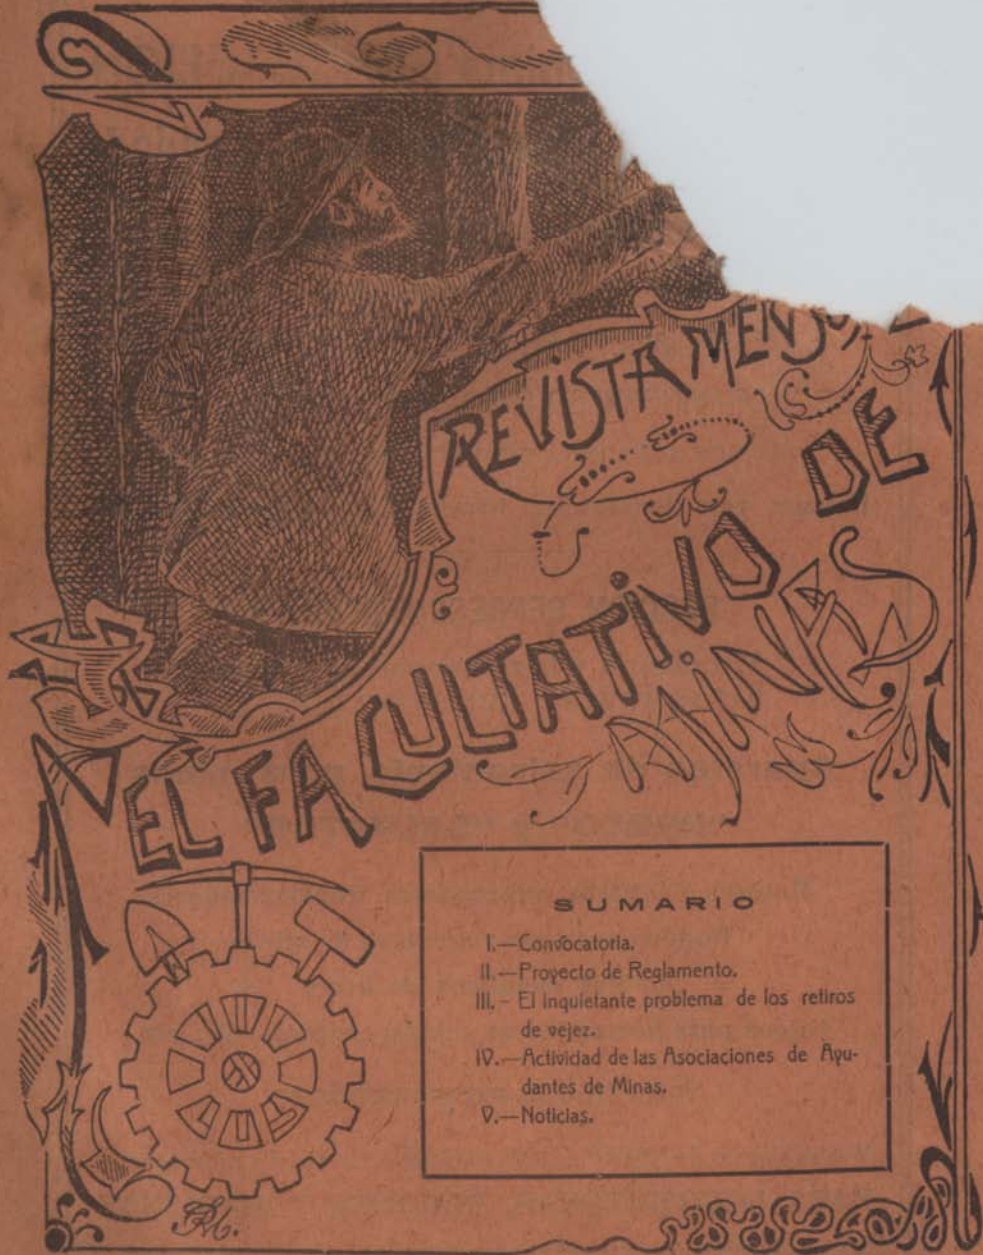 REVISTA MENSU
EL FACULTATIVO DE
MINAS
SUMARIO
I.—Convocatoria.
II.—Proyecto de Reglamento.
III.- El inquietante problema de los retiros
de vejez.
IV.—Actividad de las Asociaciones de Ayu-
dantes de Minas.
V.—Noticias.